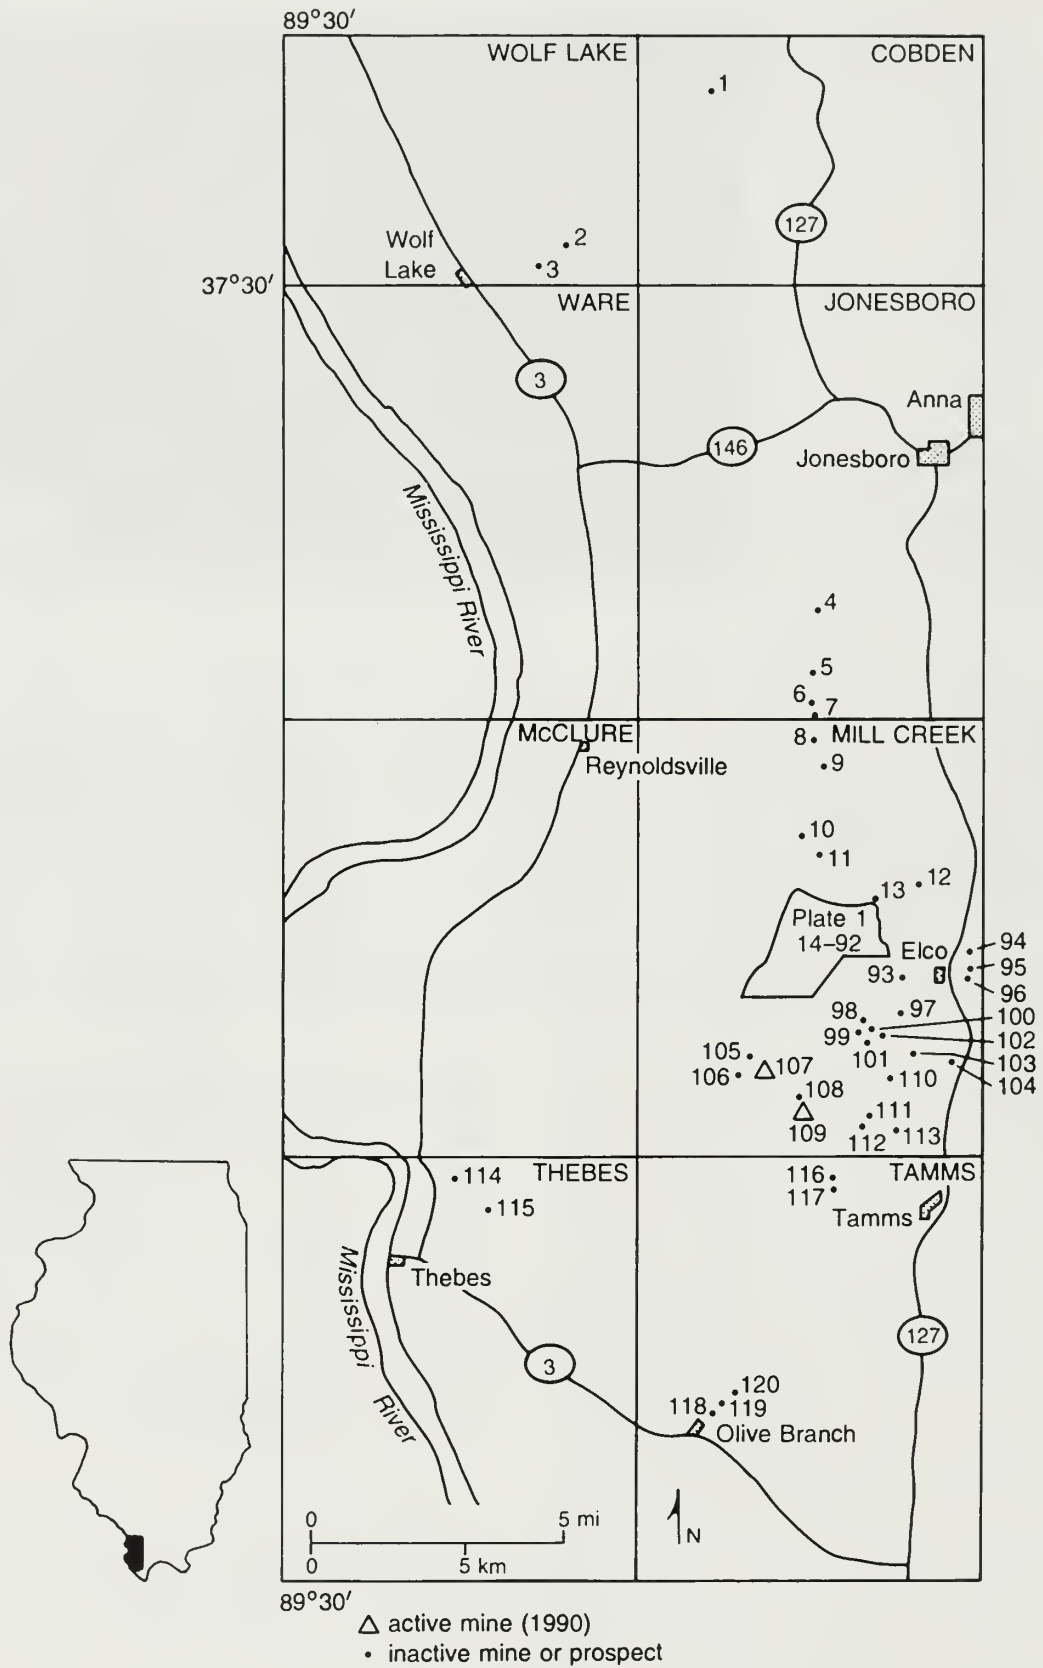 89°30′
WOLF LAKE
COBDEN
1
127
Wolf
Lake
2
3
37°30′
WARE
JONESBORO
3
Anna
146
Jonesboro
Mississippi River
4
5
6
7
McCLURE
8
MILL CREEK
Reynoldsville
9
10
11
12
13
Plate 1
14–92
Elco
94
95
93
96
98
97
100
99
102
101
103
105
107
104
106
110
108
111
109
112
113
THEBES
TAMMS
114
116
117
115
Tamms
Mississippi
River
Thebes
127
3
120
118
119
Olive Branch
0
5 mi
N
0
5 km
89°30′
active mine (1990)
inactive mine or prospect